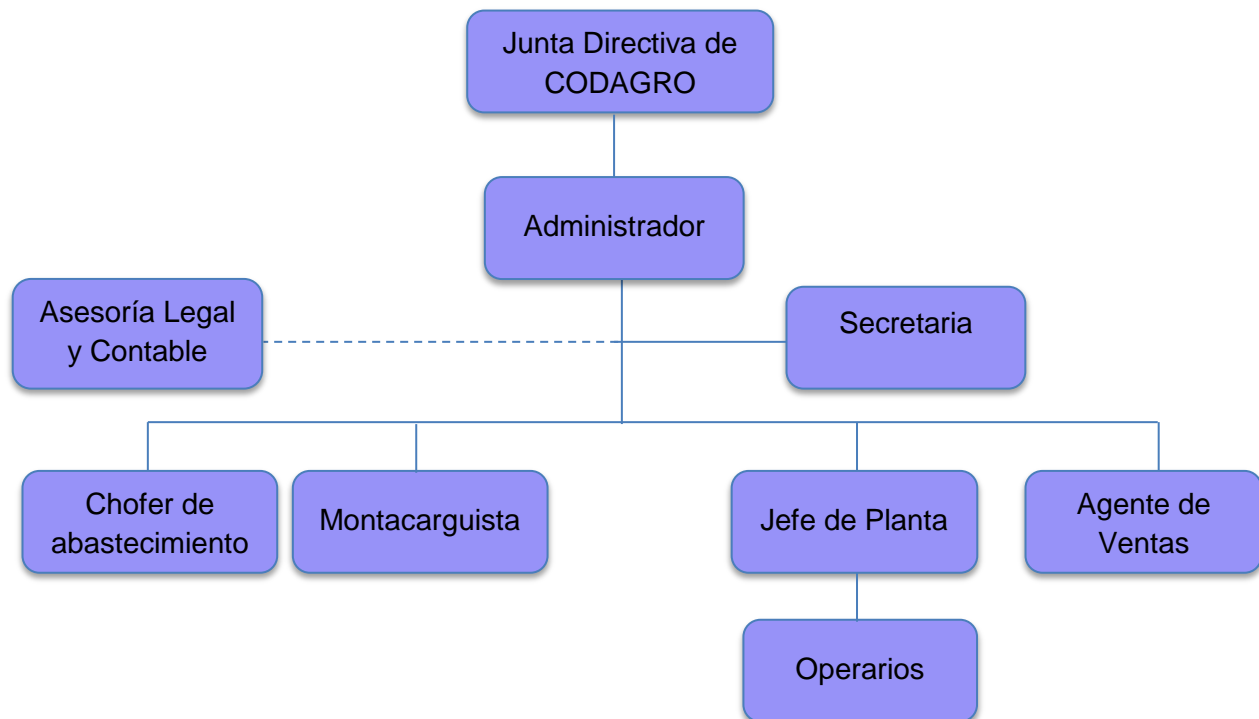 Junta Directiva de
CODAGRO
Administrador
Asesoría Legal
y Contable
Secretaria
Chofer de
abastecimiento
Montacarguista
Jefe de Planta
Agente de
Ventas
Operarios